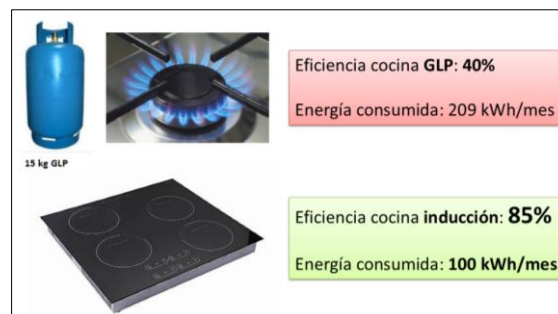 Eficiencia cocina GLP: 40%
Energía consumida: 209 kWh/mes
15 kg GLP
Eficiencia cocina inducción: 85%
Energía consumida: 100 kWh/mes